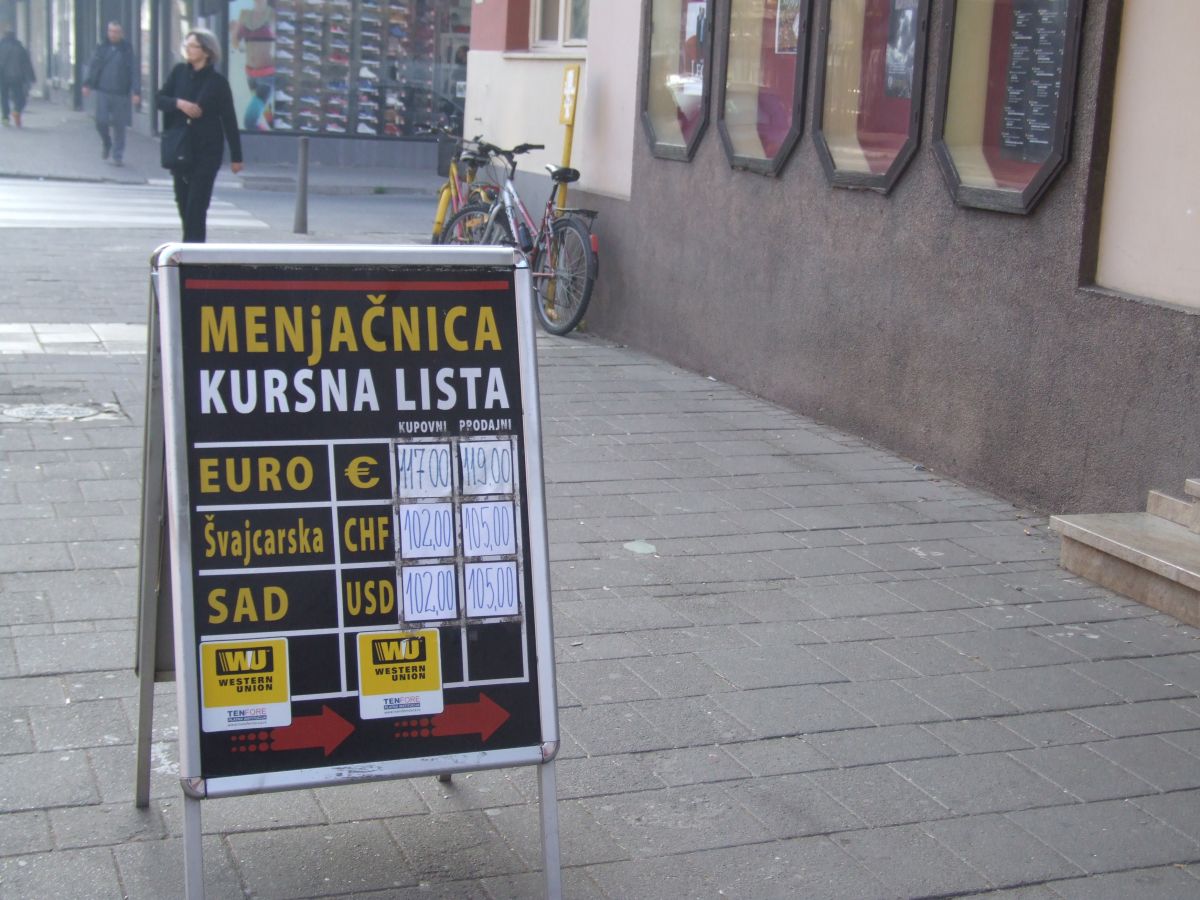 MENjAČNICA
KURSNA LISTA
KUPOVNI PRODAJNI
EURO € 117.00 119.00
Švajcarska CHF 102,00 105,00
SAD USD 102,00 105,00
WU WU
WESTERN UNION WESTERN UNION
TENFORE TENFORE